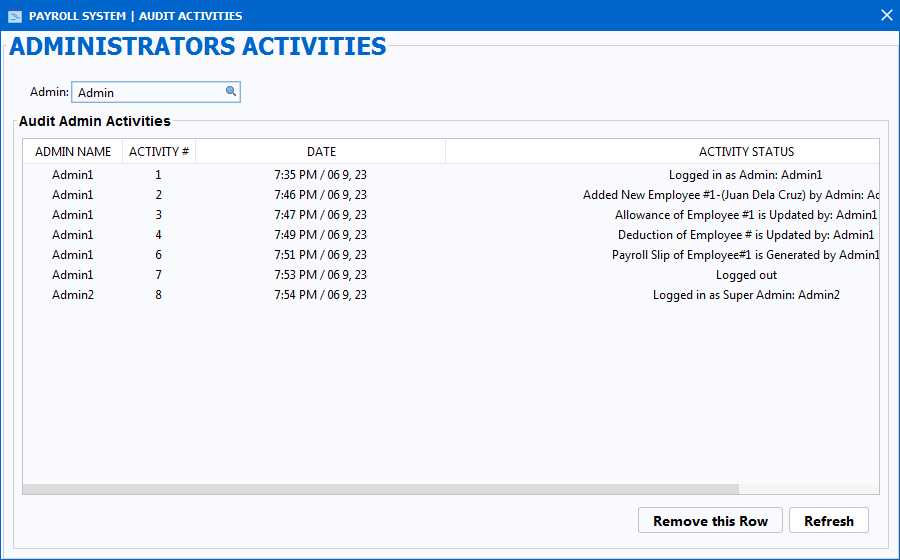 PAYROLL SYSTEM | AUDIT ACTIVITIES
ADMINISTRATORS ACTIVITIES
Admin: Admin
Audit Admin Activities
ADMIN NAME ACTIVITY # DATE ACTIVITY STATUS
Admin1 1 7:35 PM / 06 9, 23 Logged in as Admin: Admin1
Admin1 2 7:46 PM / 06 9, 23 Added New Employee #1-(Juan Dela Cruz) by Admin:
Admin1 3 7:47 PM / 06 9, 23 Allowance of Employee #1 is Updated by: Admin1
Admin1 4 7:49 PM / 06 9, 23 Deduction of Employee # is Updated by: Admin1
Admin1 6 7:51 PM / 06 9, 23 Payroll Slip of Employee#1 is Generated by Admin1
Admin1 7 7:53 PM / 06 9, 23 Logged out
Admin2 8 7:54 PM / 06 9, 23 Logged in as Super Admin: Admin2
Remove this Row Refresh